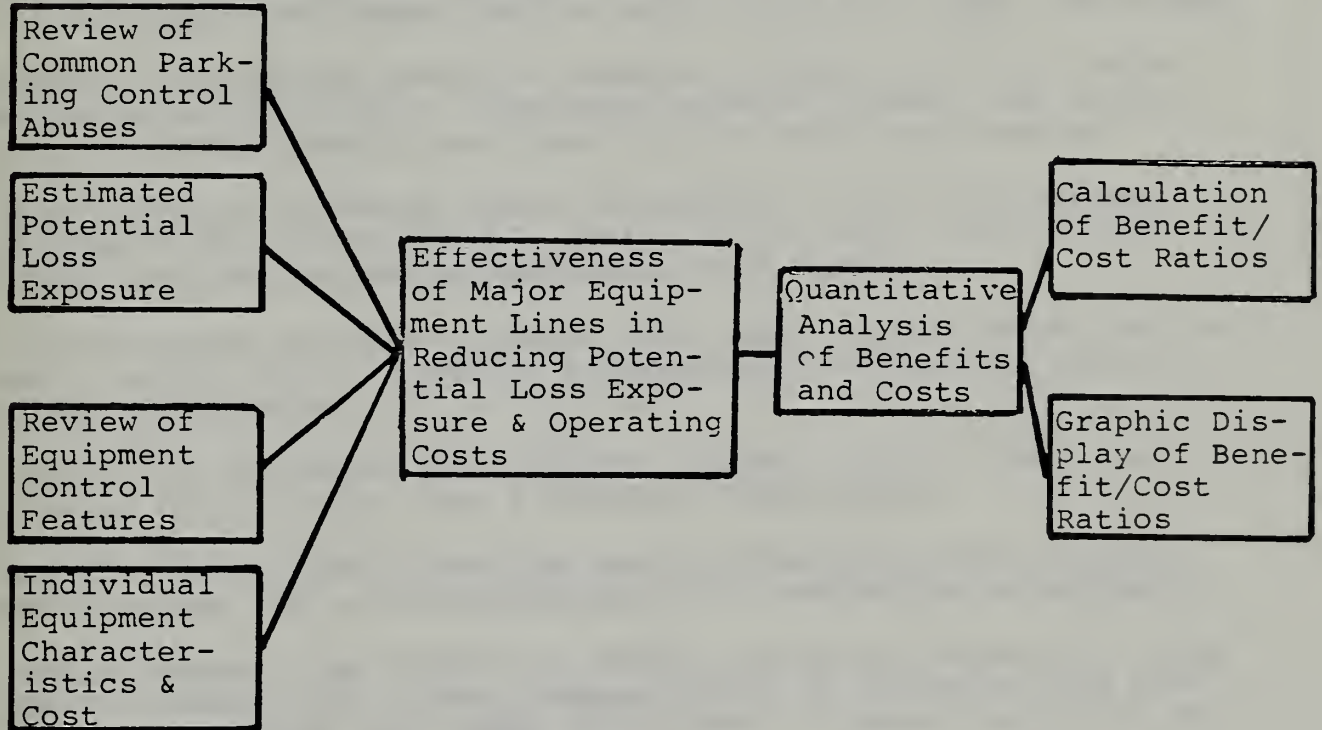 Review of
Common Park-
ing Control
Abuses
Estimated
Potential
Loss
Exposure
Review of
Equipment
Control
Features
Individual
Equipment
Character-
istics &
Cost
Effectiveness
of Major Equip-
ment Lines in
Reducing Poten-
tial Loss Expo-
sure & Operating
Costs
Quantitative
Analysis
of Benefits
and Costs
Calculation
of Benefit/
Cost Ratios
Graphic Dis-
play of Bene-
fit/Cost
Ratios